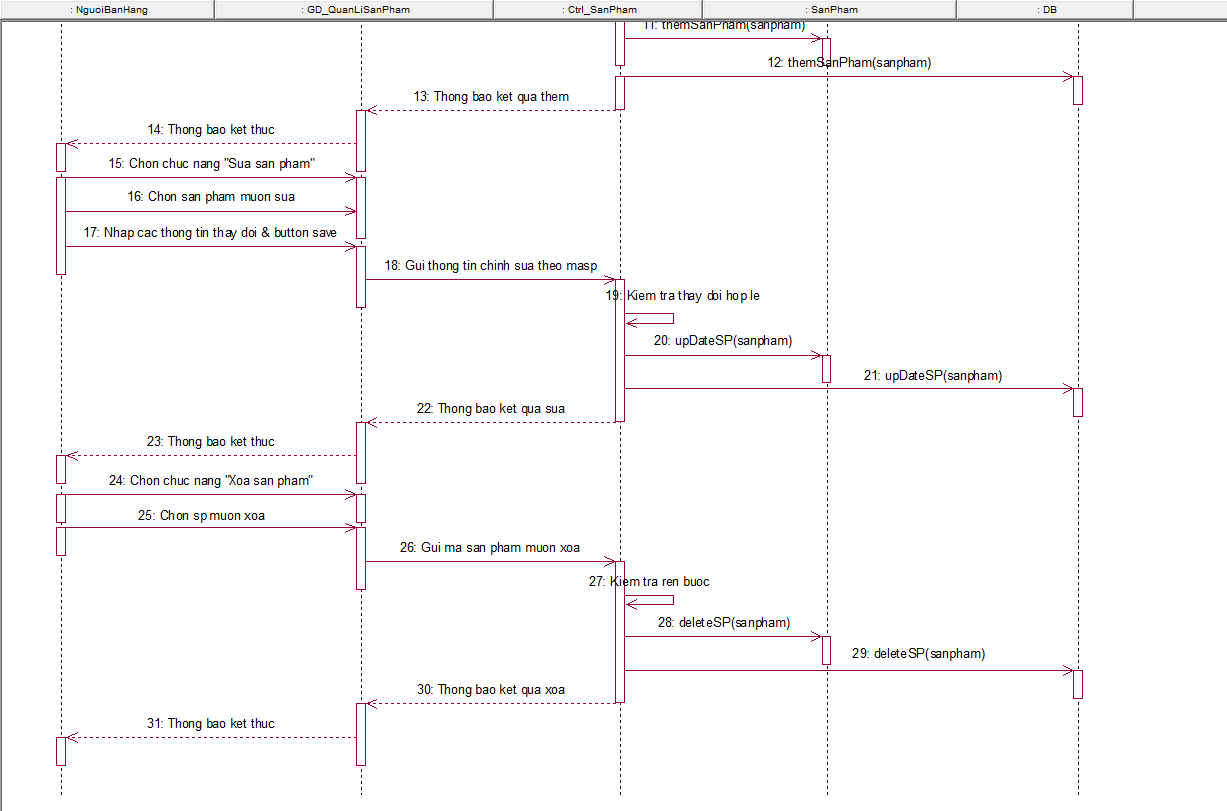 : NguoiBanHang
: GD_QuanLiSanPham
: Ctrl_SanPham
: SanPham
: DB
11: themSanPham(sanpham)
12: themSanPham(sanpham)
13: Thong bao ket qua them
14: Thong bao ket thuc
15: Chon chuc nang "Sua san pham"
16: Chon san pham muon sua
17: Nhap cac thong tin thay doi & button save
18: Gui thong tin chinh sua theo masp
19: Kiem tra thay doi hop le
20: upDateSP(sanpham)
21: upDateSP(sanpham)
22: Thong bao ket qua sua
23: Thong bao ket thuc
24: Chon chuc nang "Xoa san pham"
25: Chon sp muon xoa
26: Gui ma san pham muon xoa
27: Kiem tra ren buoc
28: deleteSP(sanpham)
29: deleteSP(sanpham)
30: Thong bao ket qua xoa
31: Thong bao ket thuc